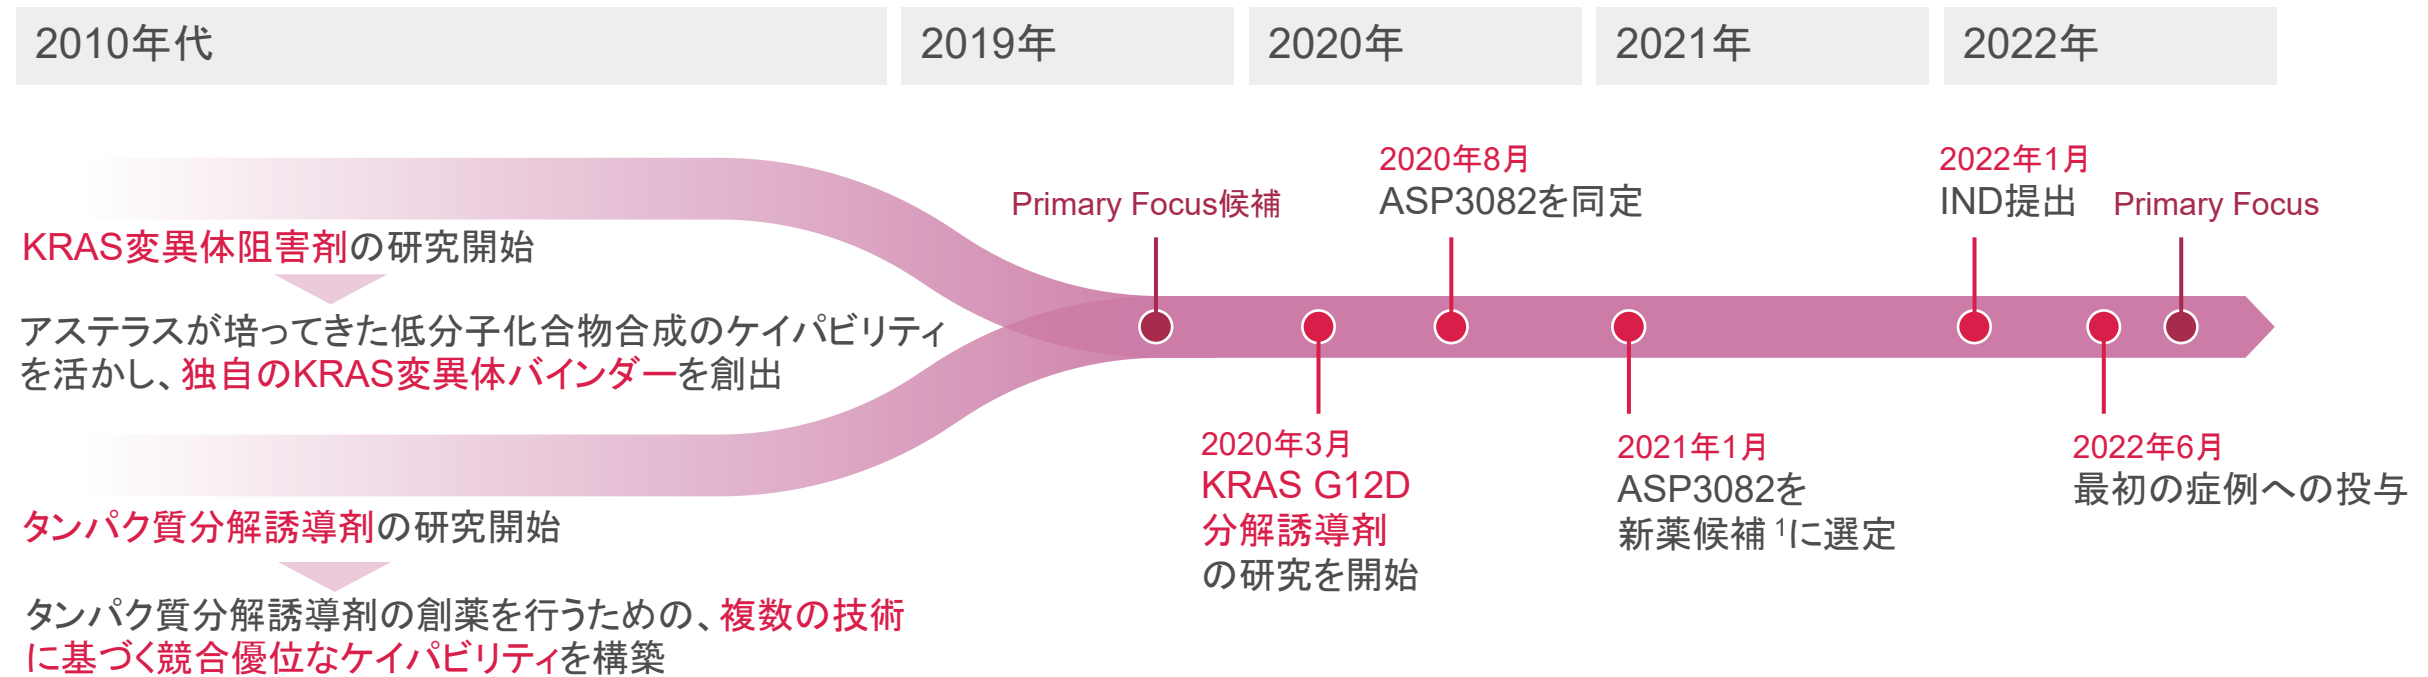 2010年代
2019年
2020年
2021年
2022年
KRAS変異体阻害剤の研究開始
アステラスが培ってきた低分子化合物合成のケイパビリティ
を活かし、独自のKRAS変異体バインダーを創出
タンパク質分解誘導剤の研究開始
タンパク質分解誘導剤の創薬を行うための、複数の技術
に基づく競合優位なケイパビリティを構築
Primary Focus候補
2020年3月
KRAS G12D
分解誘導剤
の研究を開始
2020年8月
ASP3082を同定
2021年1月
ASP3082を
新薬候補 1に選定
2022年1月
IND提出
2022年6月
最初の症例への投与
Primary Focus